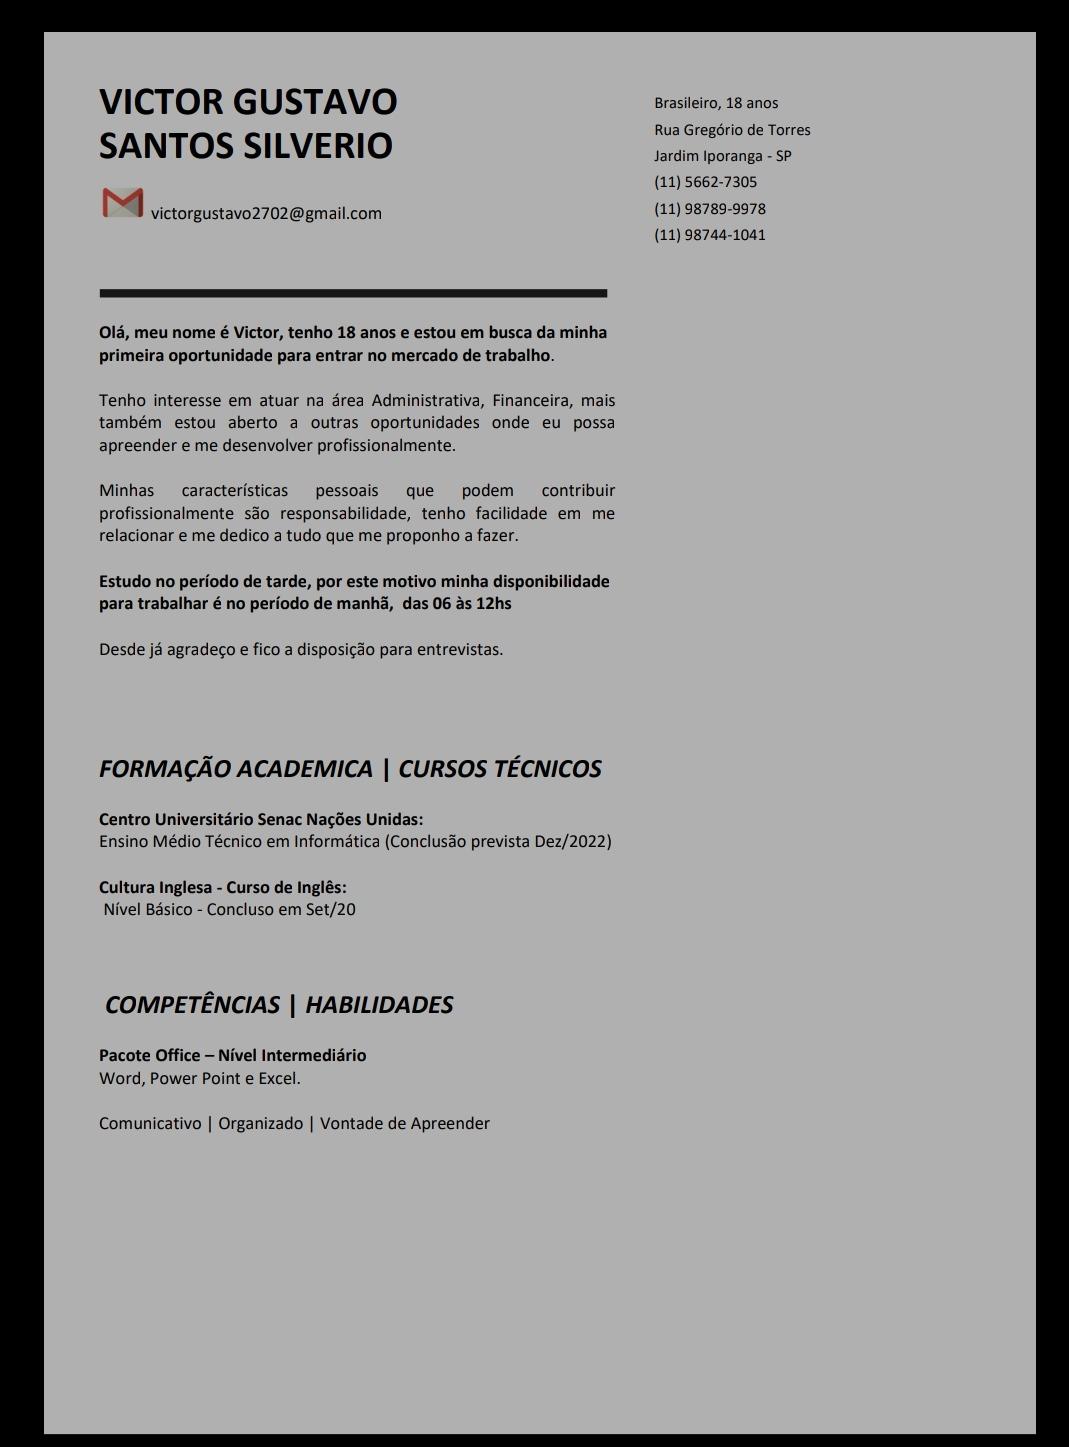 VICTOR GUSTAVO
SANTOS SILVERIO
victorgustavo2702@gmail.com
Brasileiro, 18 anos
Rua Gregório de Torres
Jardim Iporanga - SP
(11) 5662-7305
(11) 98789-9978
(11) 98744-1041
Olá, meu nome é Victor, tenho 18 anos e estou em busca da minha
primeira oportunidade para entrar no mercado de trabalho.
Tenho interesse em atuar na área Administrativa, Financeira, mais
também estou aberto a outras oportunidades onde eu possa
apreender e me desenvolver profissionalmente.
Minhas características pessoais que podem contribuir
profissionalmente são responsabilidade, tenho facilidade em me
relacionar e me dedico a tudo que me proponho a fazer.
Estudo no período de tarde, por este motivo minha disponibilidade
para trabalhar é no período de manhã, das 06 às 12hs
Desde já agradeço e fico a disposição para entrevistas.
FORMAÇÃO ACADEMICA | CURSOS TÉCNICOS
Centro Universitário Senac Nações Unidas:
Ensino Médio Técnico em Informática (Conclusão prevista Dez/2022)
Cultura Inglesa - Curso de Inglês:
Nível Básico - Concluso em Set/20
COMPETÊNCIAS | HABILIDADES
Pacote Office – Nível Intermediário
Word, Power Point e Excel.
Comunicativo | Organizado | Vontade de Apreender